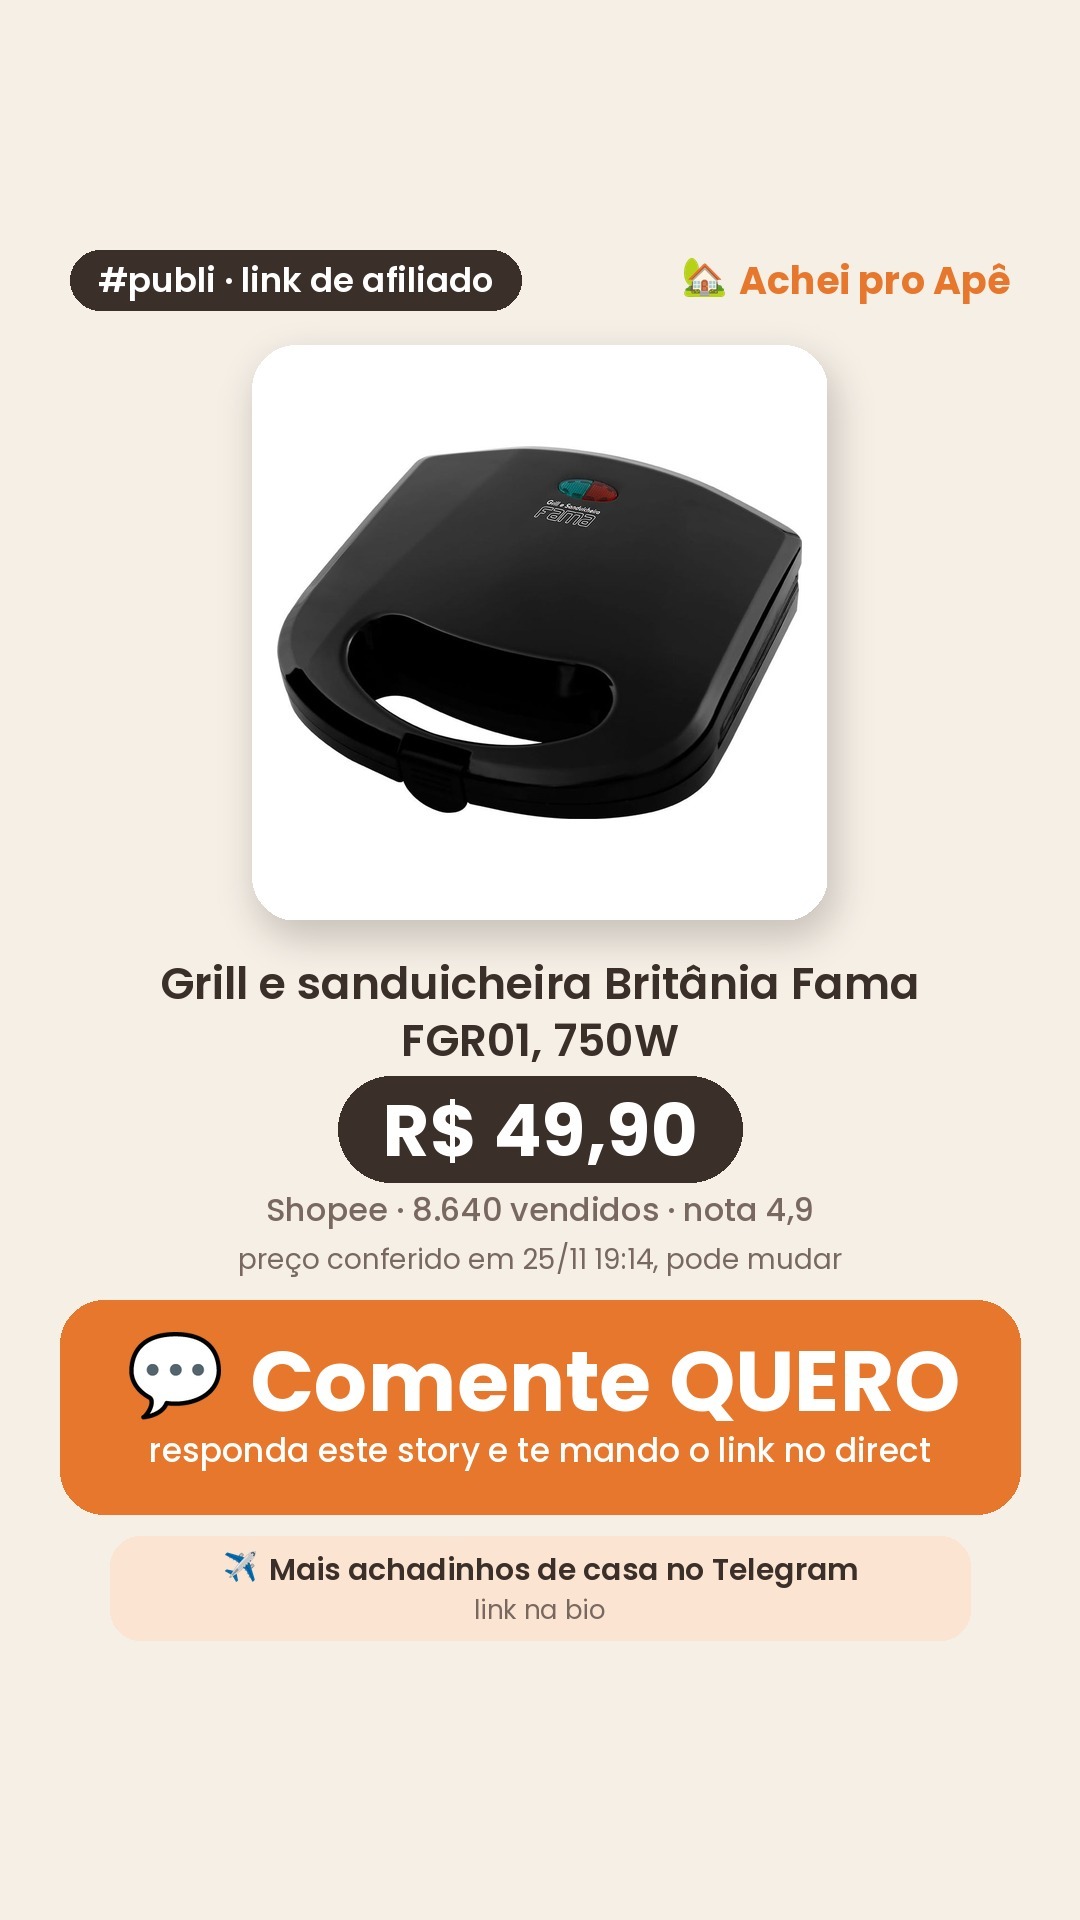 #publi · link de afiliado
🏡 Achei pro Apê
Grill e Sanduicheira
Fama
Grill e sanduicheira Britânia Fama
FGR01, 750W
R$ 49,90
Shopee · 8.640 vendidos · nota 4,9
preço conferido em 25/11 19:14, pode mudar
💬 Comente QUERO
responda este story e te mando o link no direct
✈️ Mais achadinhos de casa no Telegram
link na bio